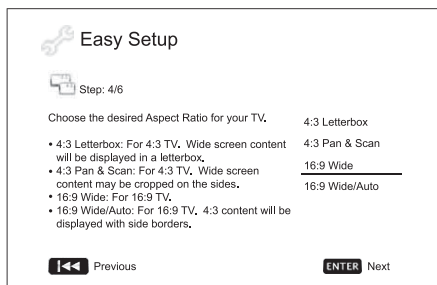 Easy Setup
Step: 4/6
Choose the desired Aspect Ratio for your TV.
• 4:3 Letterbox: For 4:3 TV. Wide screen content
will be displayed in a letterbox.
• 4:3 Pan & Scan: For 4:3 TV. Wide screen
content may be cropped on the sides.
• 16:9 Wide: For 16:9 TV.
• 16:9 Wide/Auto: For 16:9 TV. 4:3 content will be
displayed with side borders.
4:3 Letterbox
4:3 Pan & Scan
16:9 Wide
16:9 Wide/Auto
Previous
ENTER Next